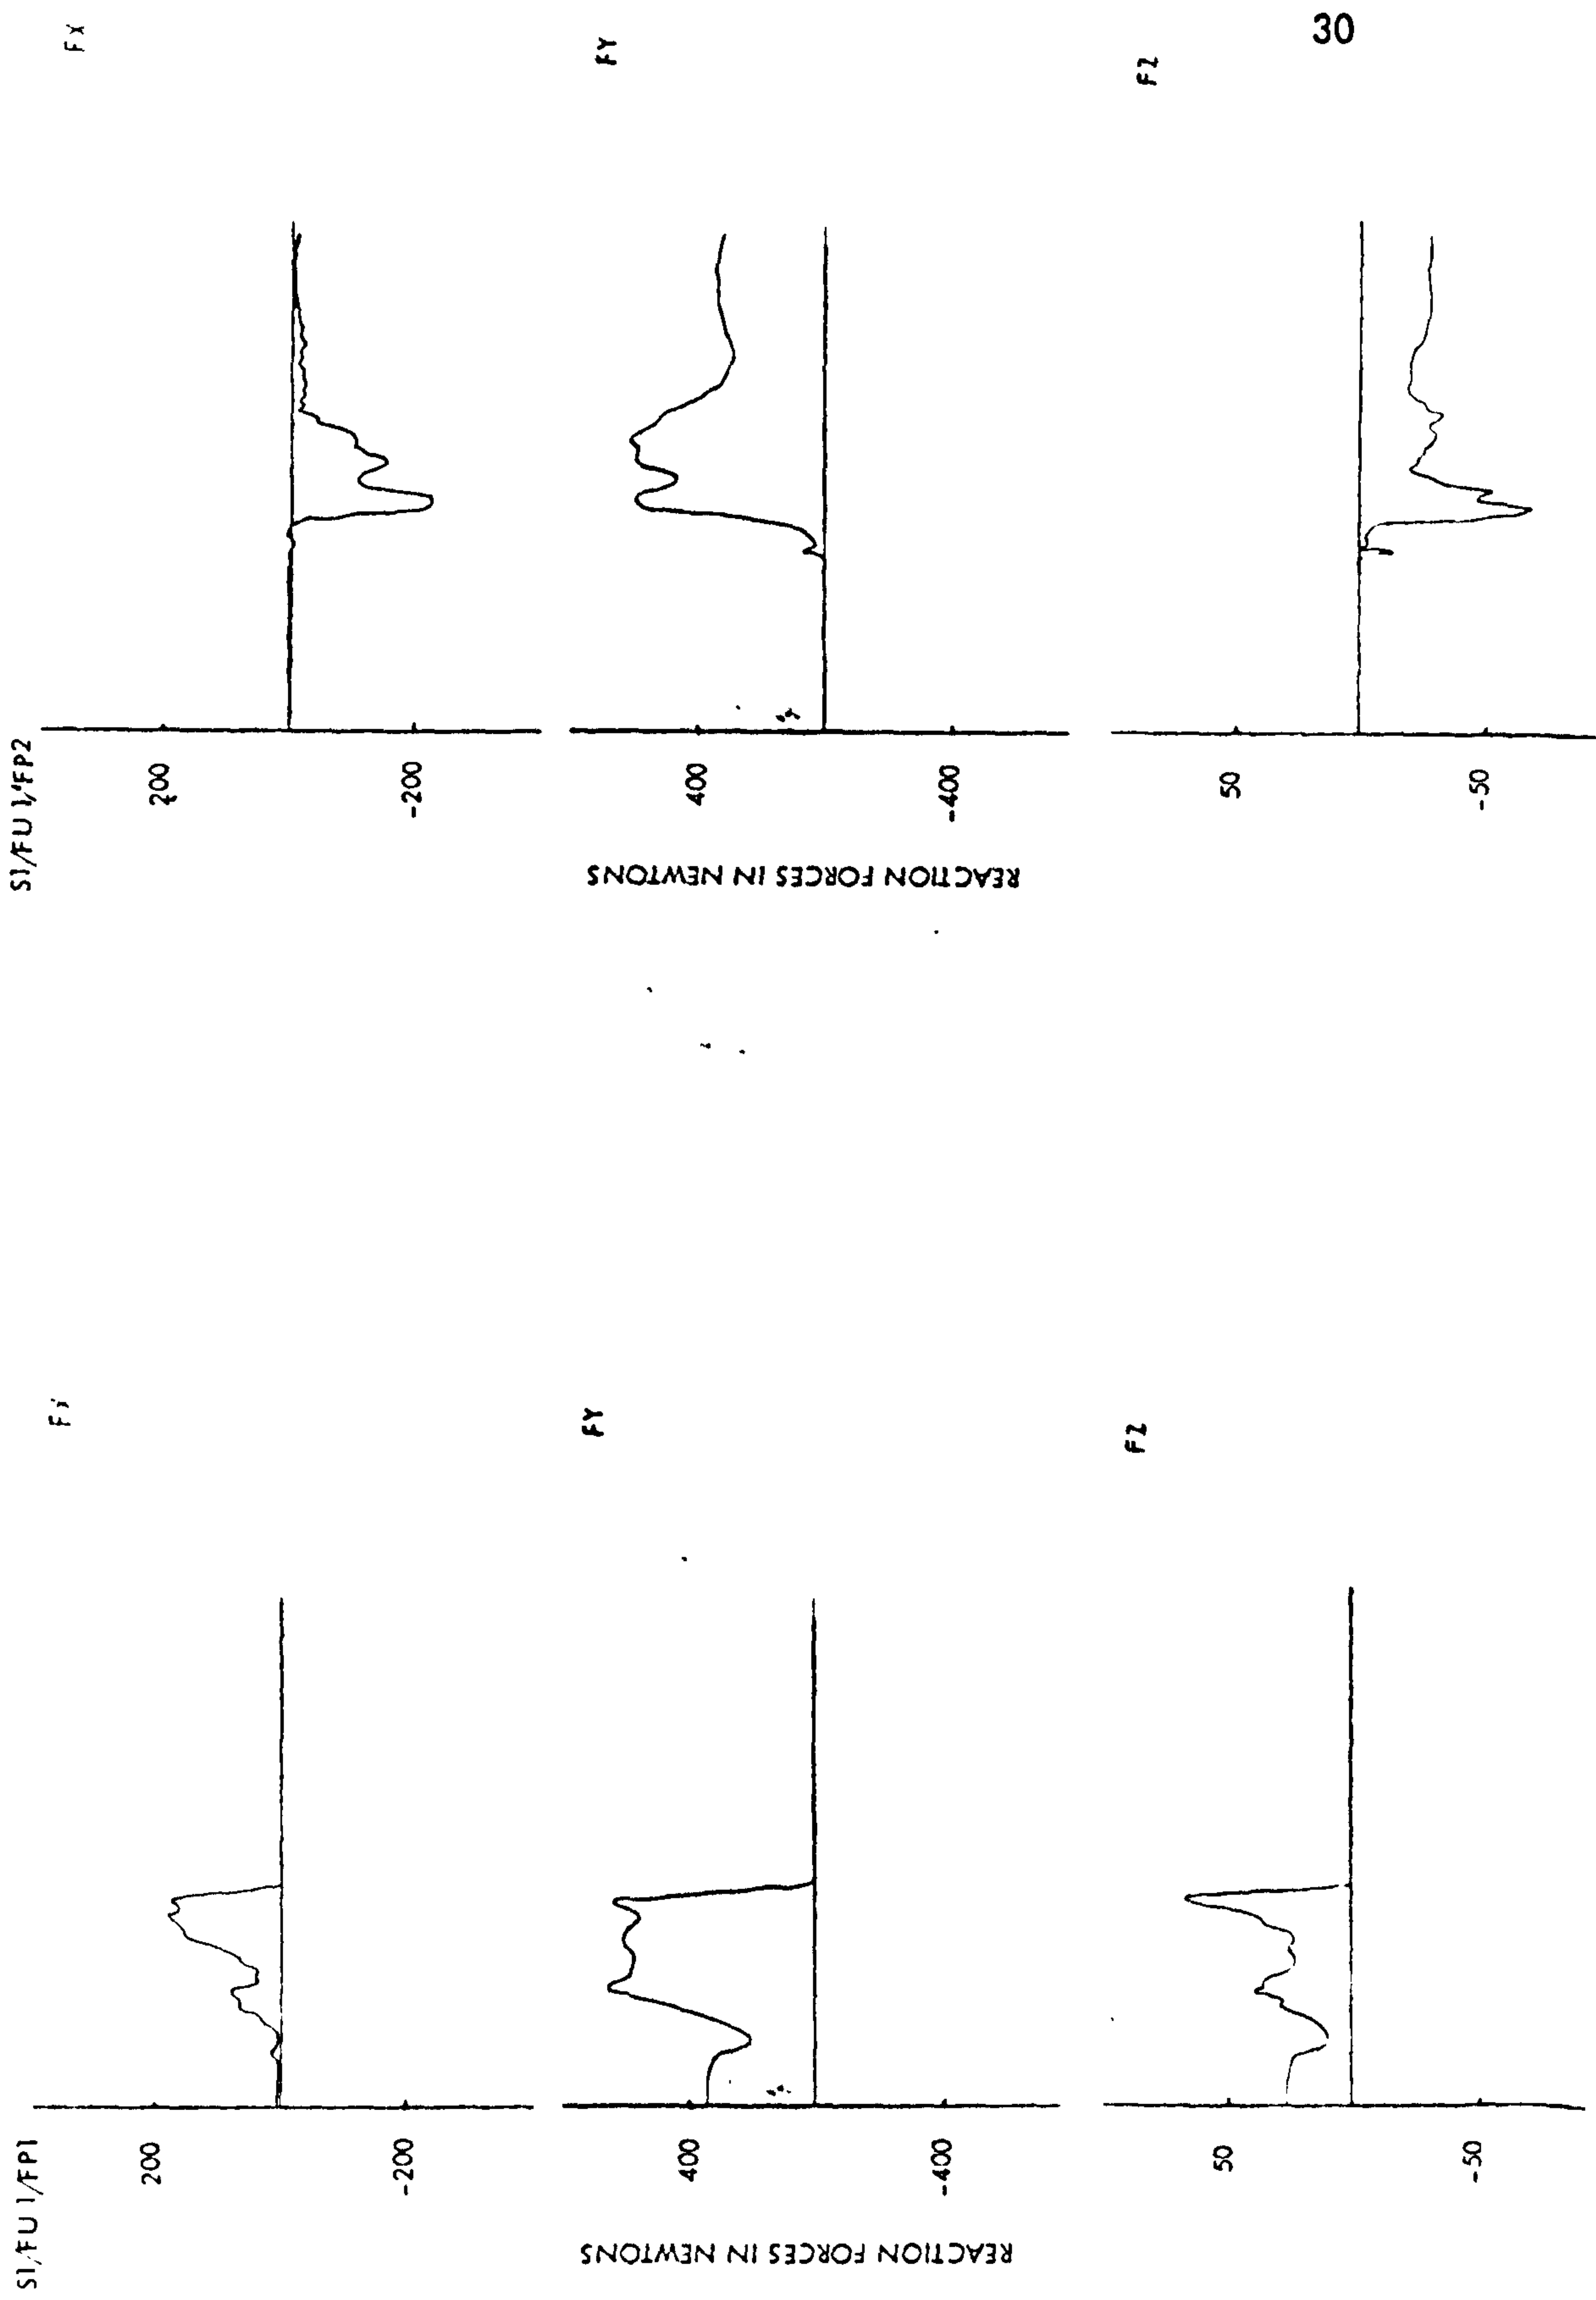 30
S1/FU 1/FP1
REACTION FORCES IN NEWTONS
200
-200
400
-400
FY
50
-50
FZ
S1/FU 1/FP2
REACTION FORCES IN NEWTONS
200
-200
FX
400
-400
FY
50
-50
FZ